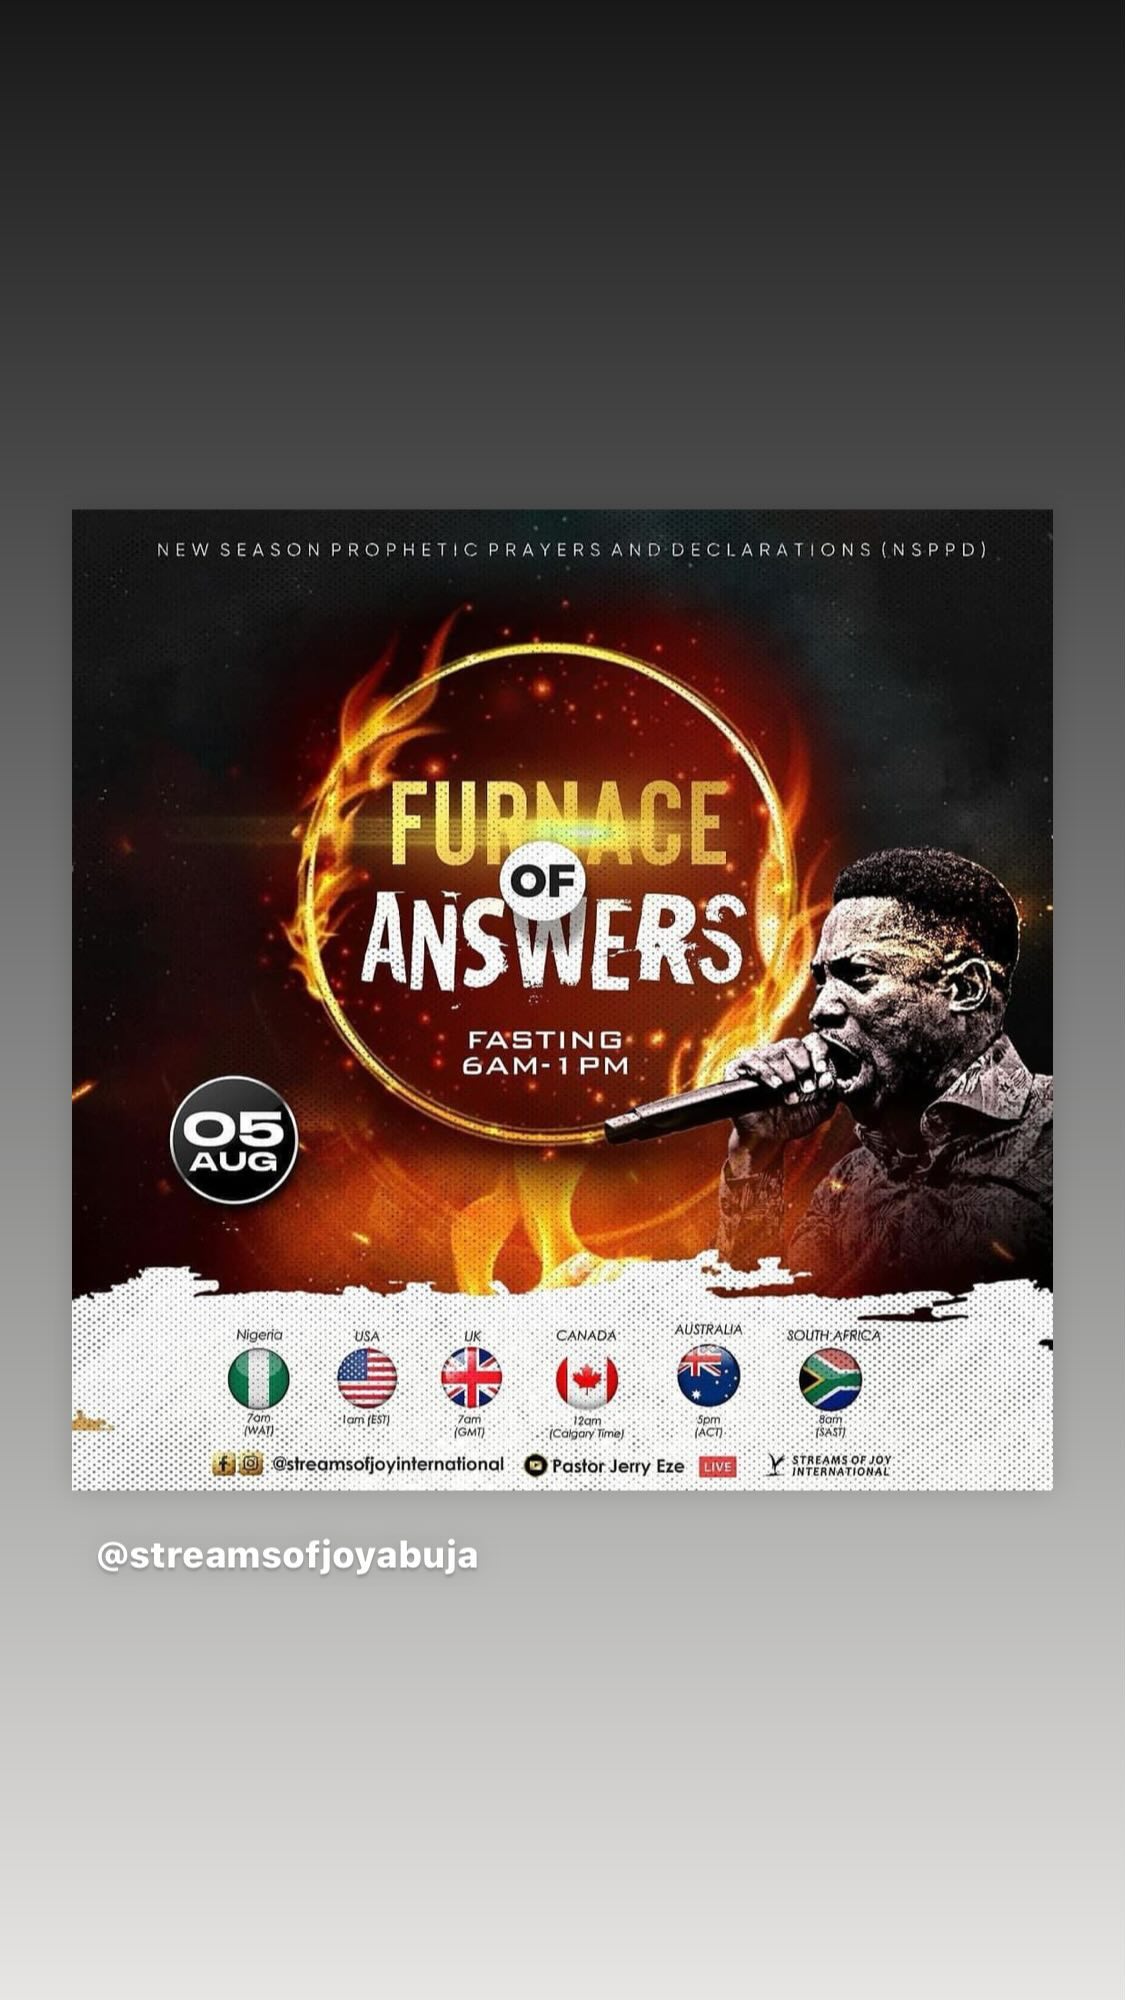 NEW SEASON PROPHETIC PRAYERS AND DECLARATIONS (NSPPD)
FURNACE
OF
ANSWERS
FASTING
6AM-1PM
05
AUG
Nigeria
7am
(WAT)
USA
1am (EST)
UK
7am
(GMT)
CANADA
12am
(Calgary Time)
AUSTRALIA
5pm
(ACT)
SOUTH AFRICA
8am
(SAST)
@streamsofjoyinternational
Pastor Jerry Eze
LIVE
STREAMS OF JOY
INTERNATIONAL
@streamsofjoyabuja